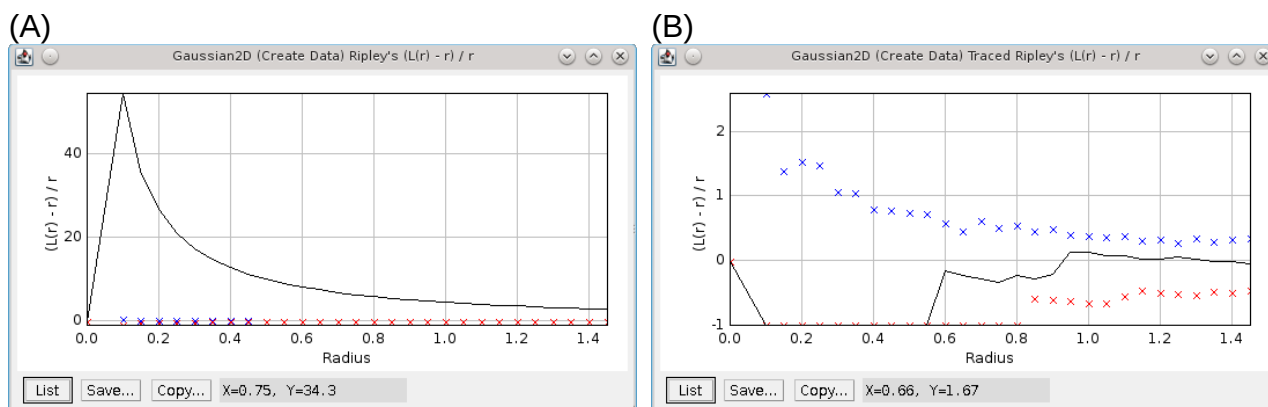 (A)
Gaussian2D (Create Data) Ripley's (L(r) - r) / r
(L(r) - r) / r
40
20
0
0.0 0.2 0.4 0.6 0.8 1.0 1.2 1.4
Radius
List Save... Copy... X=0.75, Y=34.3
(B)
Gaussian2D (Create Data) Traced Ripley's (L(r) - r) / r
(L(r) - r) / r
2
1
0
-1
0.0 0.2 0.4 0.6 0.8 1.0 1.2 1.4
Radius
List Save... Copy... X=0.66, Y=1.67